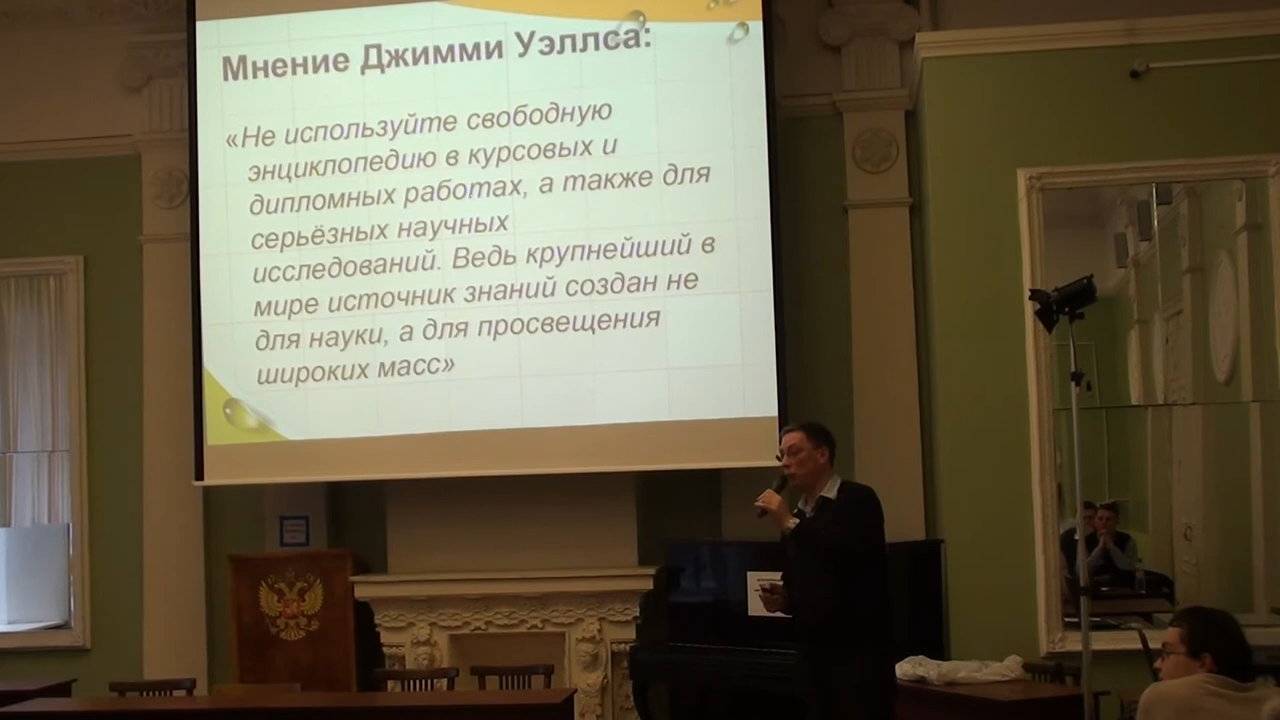 Мнение Джимми Уэллса:
«Не используйте свободную
энциклопедию в курсовых и
дипломных работах, а также для
серьёзных научных
исследований. Ведь крупнейший в
мире источник знаний создан не
для науки, а для просвещения
широких масс»